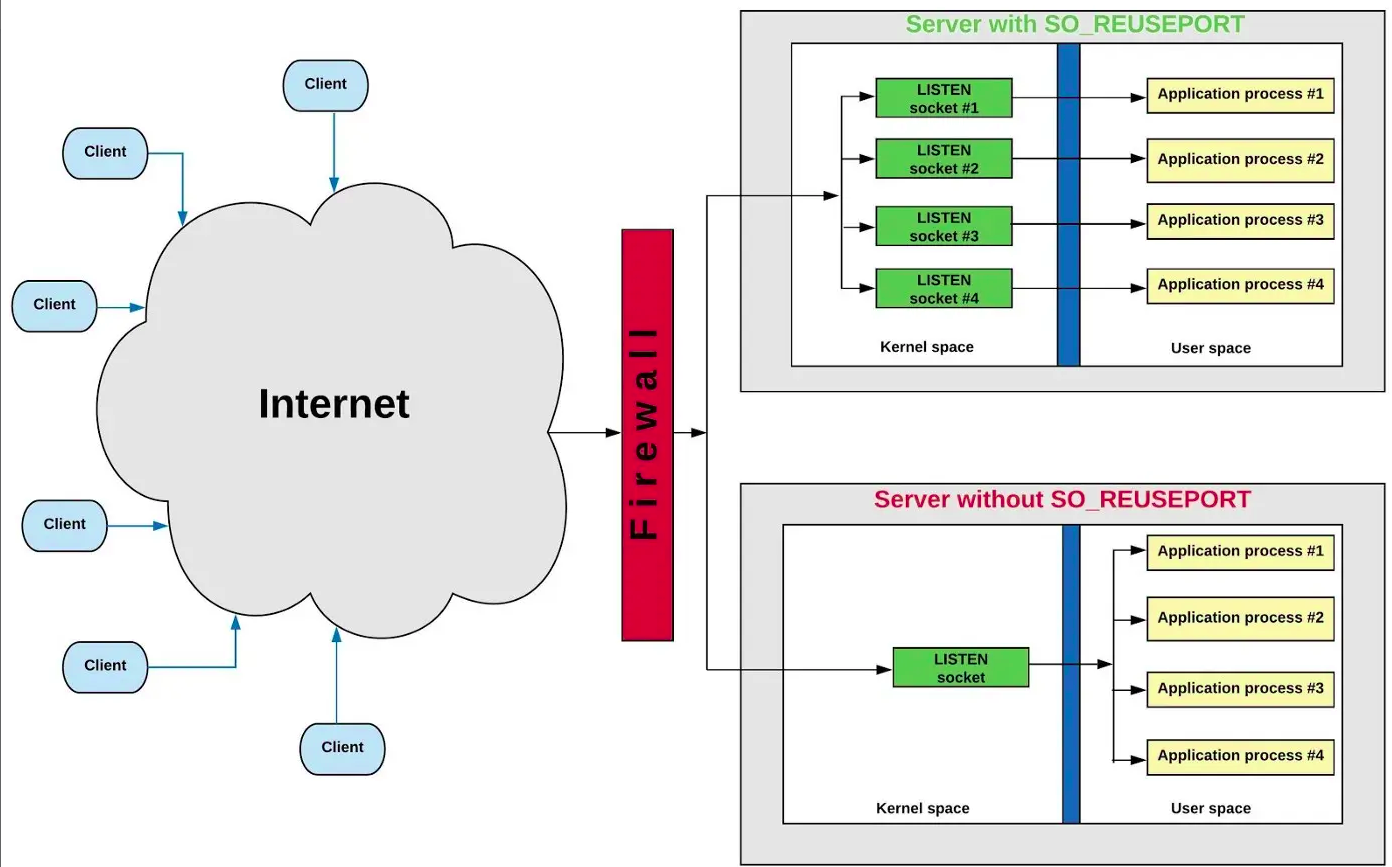 Client
Client
Client
Client
Client
Client
Internet
Firewall
Server with SO_REUSEPORT
LISTEN
socket #1
Application process #1
LISTEN
socket #2
Application process #2
LISTEN
socket #3
Application process #3
LISTEN
socket #4
Application process #4
Kernel space
User space
Server without SO_REUSEPORT
LISTEN
socket
Application process #1
Application process #2
Application process #3
Application process #4
Kernel space
User space